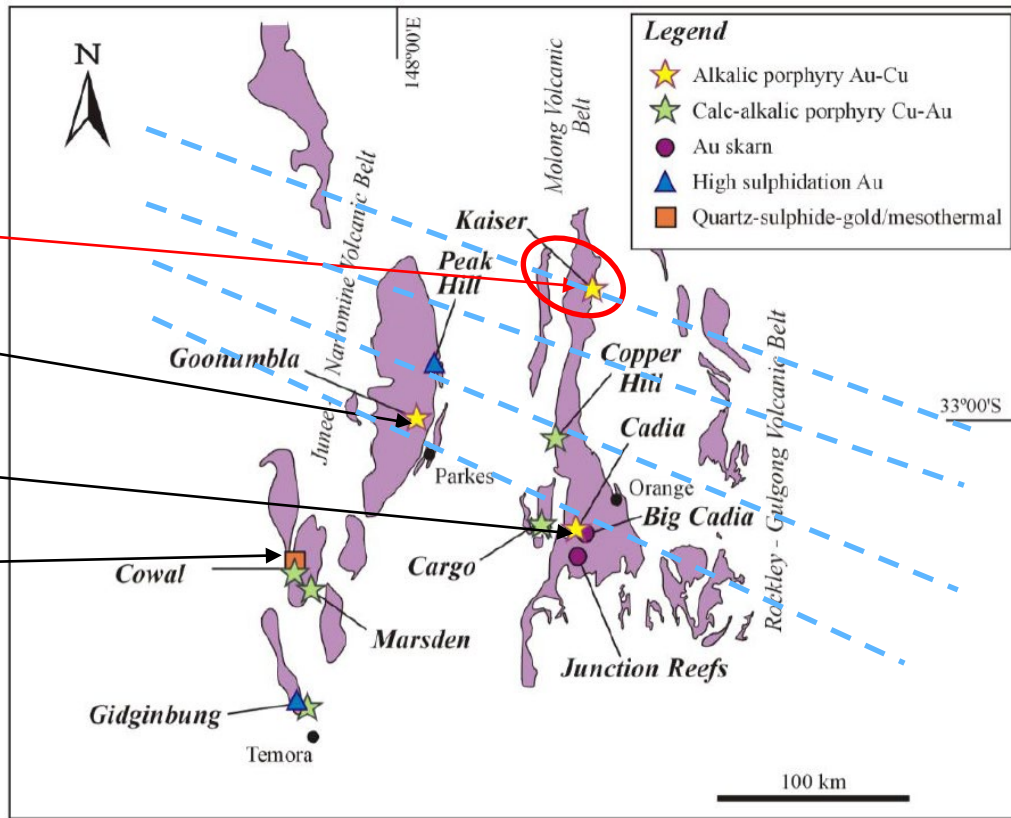 N
148°00'E
Molong Volcanic
Belt
Legend
Alkalic porphyry Au-Cu
Calc-alkalic porphyry Cu-Au
Au skarn
High sulphidation Au
Quartz-sulphide-gold/mesothermal
Kaiser
Peak
Hill
Junee - Narromine Volcanic Belt
Goonumbla
Copper
Hill
33°00'S
Cadia
Parkes
Orange
Big Cadia
Rockley - Gulgong Volcanic Belt
Cargo
Cowal
Marsden
Junction Reefs
Gidginbung
Temora
100 km